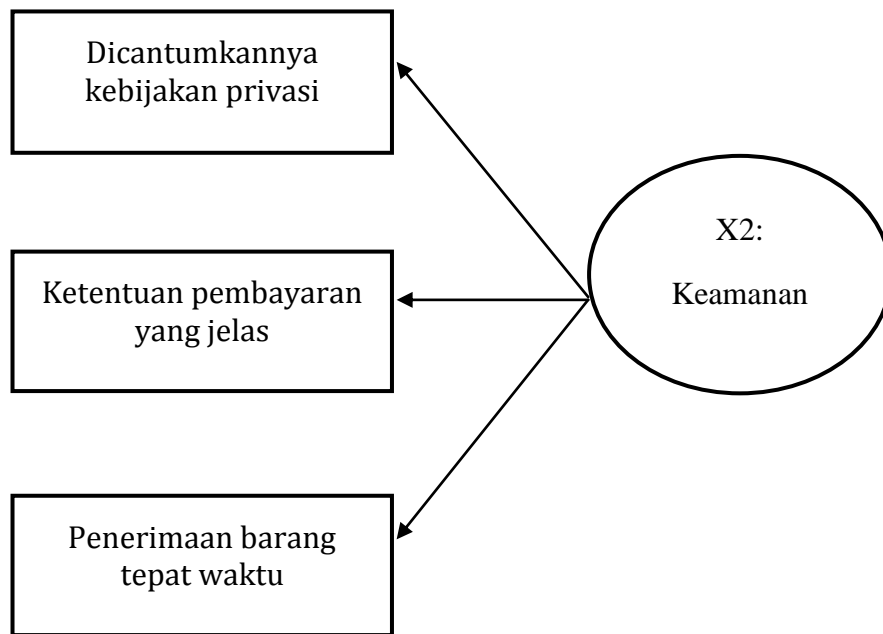 Dicantumkannya
kebijakan privasi
X2:
Keamanan
Ketentuan pembayaran
yang jelas
Penerimaan barang
tepat waktu